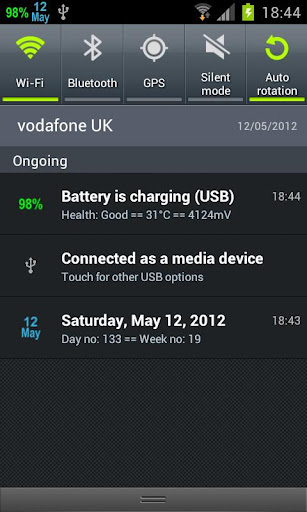 98% 12 May 18:44
Wi-Fi Bluetooth GPS Silent mode Auto rotation
vodafone UK 12/05/2012
Ongoing
98% Battery is charging (USB) 18:44
Health: Good == 31°C == 4124mV
Connected as a media device
Touch for other USB options
12 May Saturday, May 12, 2012 18:43
Day no: 133 == Week no: 19